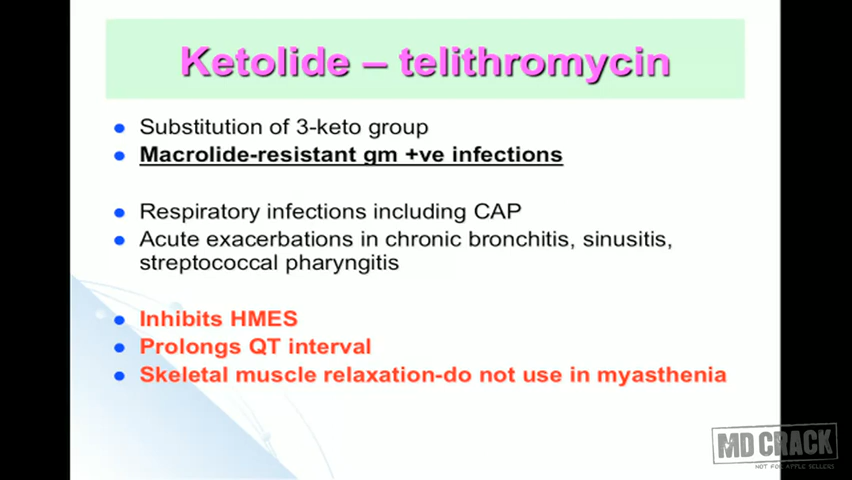 Ketolide – telithromycin
Substitution of 3-keto group
Macrolide-resistant gm +ve infections
Respiratory infections including CAP
Acute exacerbations in chronic bronchitis, sinusitis,
streptococcal pharyngitis
Inhibits HMES
Prolongs QT interval
Skeletal muscle relaxation-do not use in myasthenia
MD CRACK
NOT FOR APPLE SELLERS